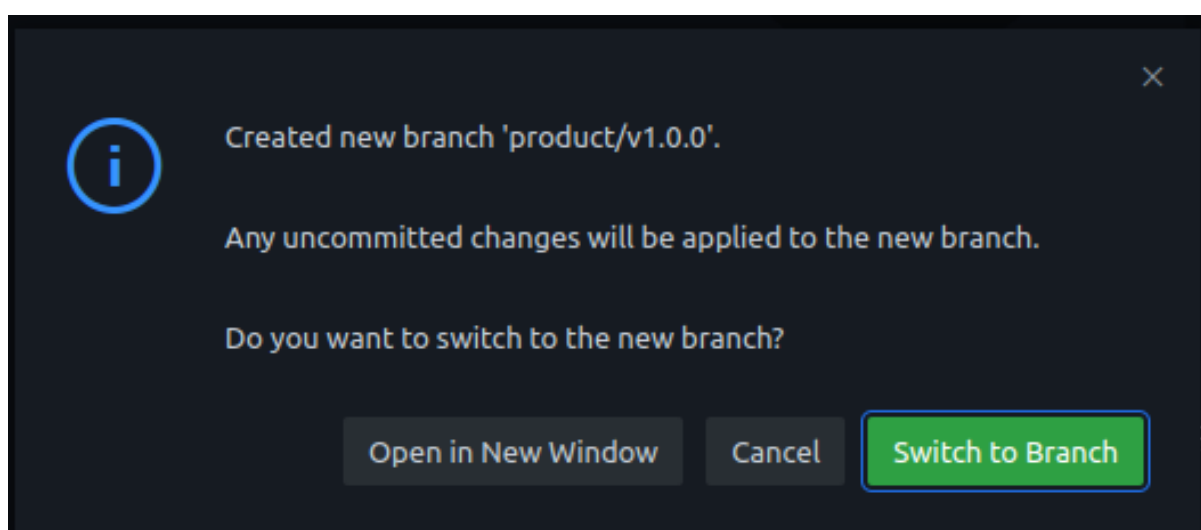 Created new branch 'product/v1.0.0'.
Any uncommitted changes will be applied to the new branch.
Do you want to switch to the new branch?
Open in New Window
Cancel
Switch to Branch